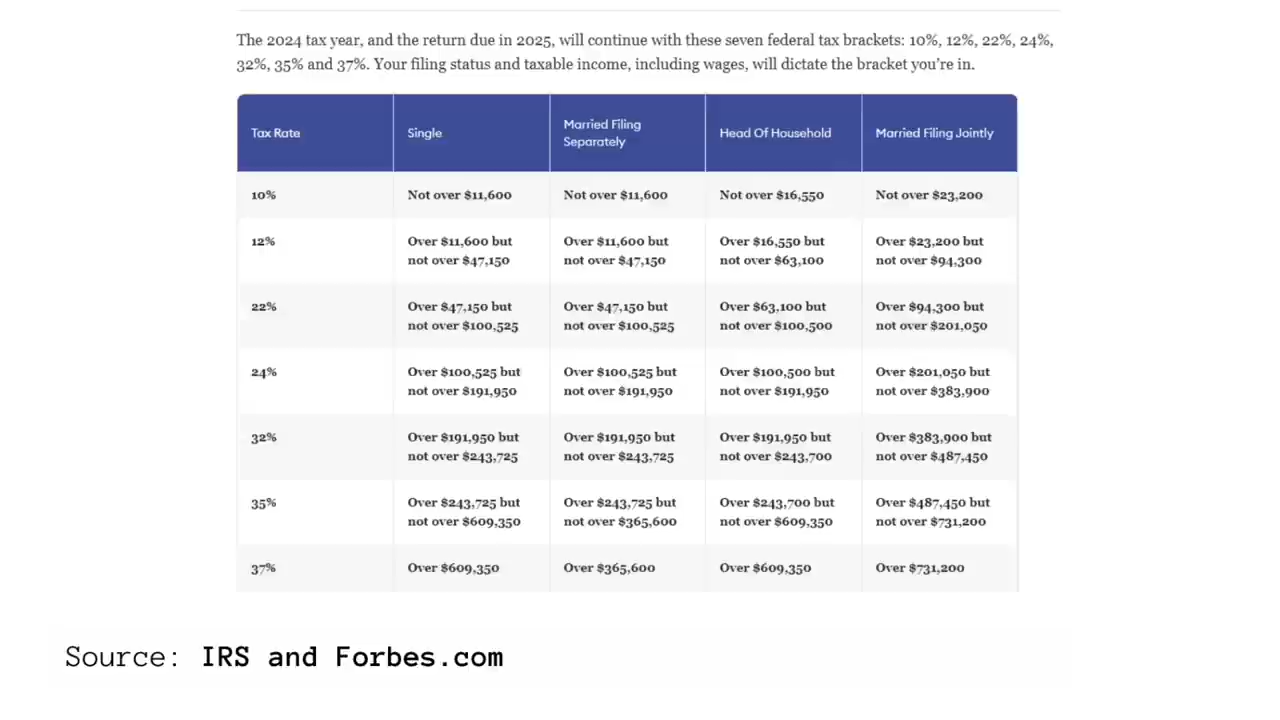 The 2024 tax year, and the return due in 2025, will continue with these seven federal tax brackets: 10%, 12%, 22%, 24%,
32%, 35% and 37%. Your filing status and taxable income, including wages, will dictate the bracket you're in.
Tax Rate Single Married Filing Separately Head Of Household Married Filing Jointly
10% Not over $11,600 Not over $11,600 Not over $16,550 Not over $23,200
12% Over $11,600 but not over $47,150 Over $11,600 but not over $47,150 Over $16,550 but not over $63,100 Over $23,200 but not over $94,300
22% Over $47,150 but not over $100,525 Over $47,150 but not over $100,525 Over $63,100 but not over $100,500 Over $94,300 but not over $201,050
24% Over $100,525 but not over $191,950 Over $100,525 but not over $191,950 Over $100,500 but not over $191,950 Over $201,050 but not over $383,900
32% Over $191,950 but not over $243,725 Over $191,950 but not over $243,725 Over $191,950 but not over $243,700 Over $383,900 but not over $487,450
35% Over $243,725 but not over $609,350 Over $243,725 but not over $365,600 Over $243,700 but not over $609,350 Over $487,450 but not over $731,200
37% Over $609,350 Over $365,600 Over $609,350 Over $731,200
Source: IRS and Forbes.com